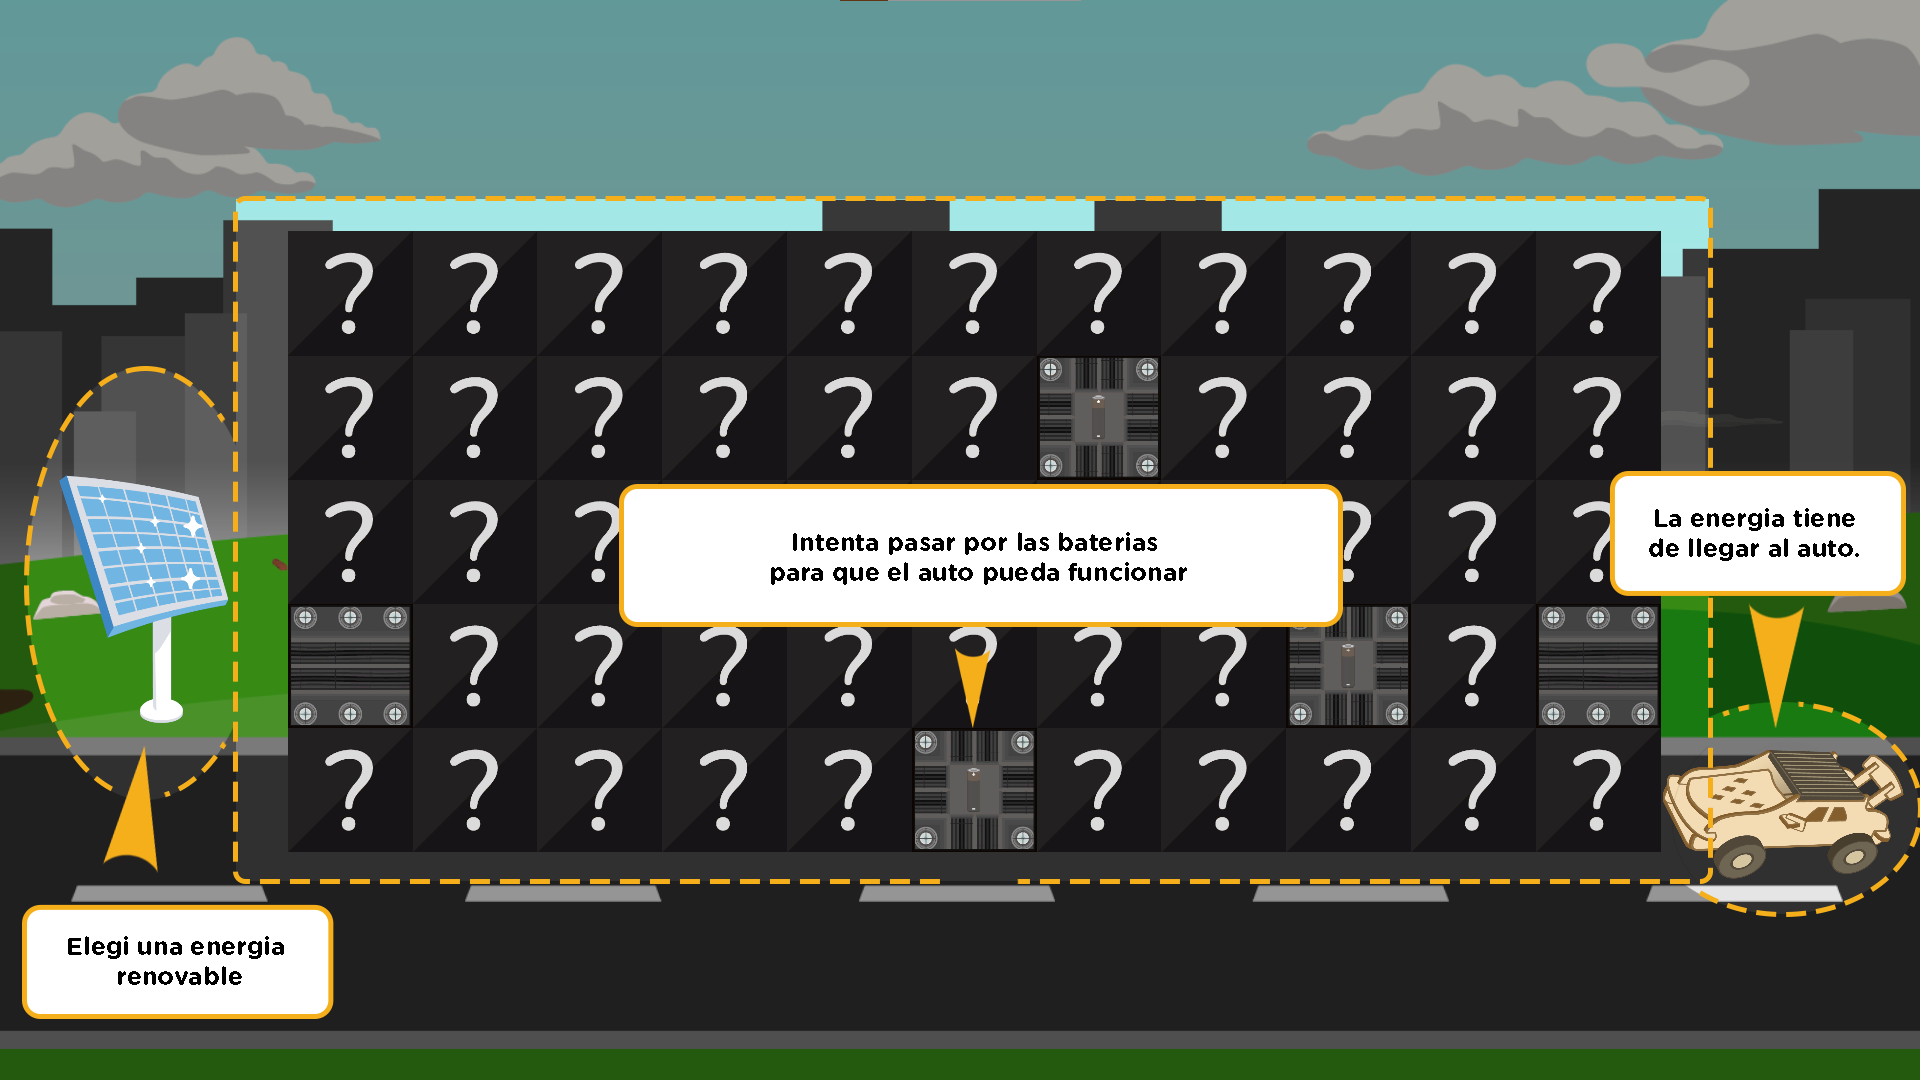 ? ? ? ? ? ? ? ? ? ? ?
? ? ? ? ? ? ? ? ? ?
? ? ? ? ? ?
Intenta pasar por las baterias
para que el auto pueda funcionar
La energia tiene
de llegar al auto.
? ? ? ? ? ? ? ?
? ? ? ? ? ? ? ? ? ?
Elegi una energia
renovable